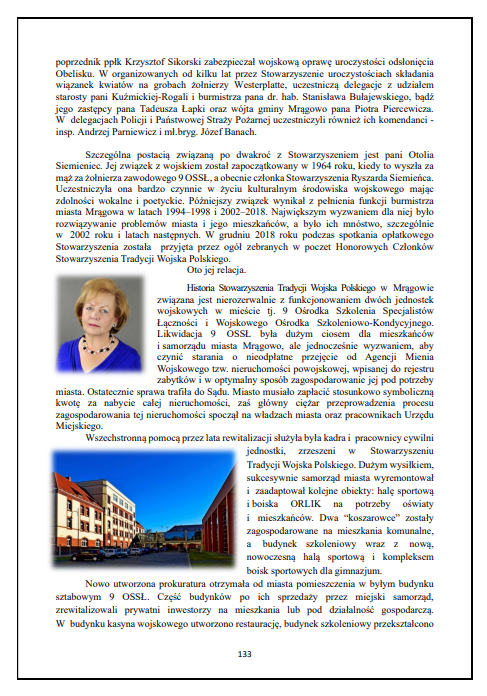 poprzednik ppłk Krzysztof Sikorski zabezpieczał wojskową oprawę uroczystości odsłonięcia
Obelisku. W organizowanych od kilku lat przez Stowarzyszenie uroczystościach składania
wiązanek kwiatów na grobach żołnierzy Westerplatte, uczestniczą delegacje z udziałem
starosty pani Kuźmickiej-Rogali i burmistrza pana dr. hab. Stanisława Bułajewskiego, bądź
jego zastępcy pana Tadeusza Łapki oraz wójta gminy Mrągowo pana Piotra Piercewicza.
W delegacjach Policji i Państwowej Straży Pożarnej uczestniczyli również ich komendanci -
insp. Andrzej Parniewicz i mł.bryg. Józef Banach.
Szczególna postacią związaną po dwakroć z Stowarzyszeniem jest pani Otolia
Siemieniec. Jej związek z wojskiem został zapoczątkowany w 1964 roku, kiedy to wyszła za
mąż za żołnierza zawodowego 9 OSSŁ, a obecnie członka Stowarzyszenia Ryszarda Siemieńca.
Uczestniczyła ona bardzo czynnie w życiu kulturalnym środowiska wojskowego mając
zdolności wokalne i poetyckie. Późniejszy związek wynikał z pełnienia funkcji burmistrza
miasta Mrągowa w latach 1994–1998 i 2002–2018. Największym wyzwaniem dla niej było
rozwiązywanie problemów miasta i jego mieszkańców, a było ich mnóstwo, szczególnie
w 2002 roku i latach następnych. W grudniu 2018 roku podczas spotkania opłatkowego
Stowarzyszenia została przyjęta przez ogół zebranych w poczet Honorowych Członków
Stowarzyszenia Tradycji Wojska Polskiego.
Oto jej relacja.
Historia Stowarzyszenia Tradycji Wojska Polskiego w Mrągowie
związana jest nierozerwalnie z funkcjonowaniem dwóch jednostek
wojskowych w mieście tj. 9 Ośrodka Szkolenia Specjalistów
Łączności i Wojskowego Ośrodka Szkoleniowo-Kondycyjnego.
Likwidacja 9 OSSŁ była dużym ciosem dla mieszkańców
i samorządu miasta Mrągowo, ale jednocześnie wyzwaniem, aby
czynić starania o nieodpłatne przejęcie od Agencji Mienia
Wojskowego tzw. nieruchomości powojskowej, wpisanej do rejestru
zabytków i w optymalny sposób zagospodarowanie jej pod potrzeby
miasta. Ostatecznie sprawa trafiła do Sądu. Miasto musiało zapłacić stosunkowo symboliczną
kwotę za nabycie całej nieruchomości, zaś główny ciężar przeprowadzenia procesu
zagospodarowania tej nieruchomości spoczął na władzach miasta oraz pracownikach Urzędu
Miejskiego.
Wszechstronną pomocą przez lata rewitalizacji służyła była kadra i pracownicy cywilni
jednostki, zrzeszeni w Stowarzyszeniu
Tradycji Wojska Polskiego. Dużym wysiłkiem,
sukcesywnie samorząd miasta wyremontował
i zaadaptował kolejne obiekty: halę sportową
i boiska ORLIK na potrzeby oświaty
i mieszkańców. Dwa “koszarowce” zostały
zagospodarowane na mieszkania komunalne,
a budynek szkoleniowy wraz z nową,
nowoczesną halą sportową i kompleksem
boisk sportowych dla gimnazjum.
Nowo utworzona prokuratura otrzymała od miasta pomieszczenia w byłym budynku
sztabowym 9 OSSŁ. Część budynków po ich sprzedaży przez miejski samorząd,
zrewitalizowali prywatni inwestorzy na mieszkania lub pod działalność gospodarczą.
W budynku kasyna wojskowego utworzono restaurację, budynek szkoleniowy przekształcono
133